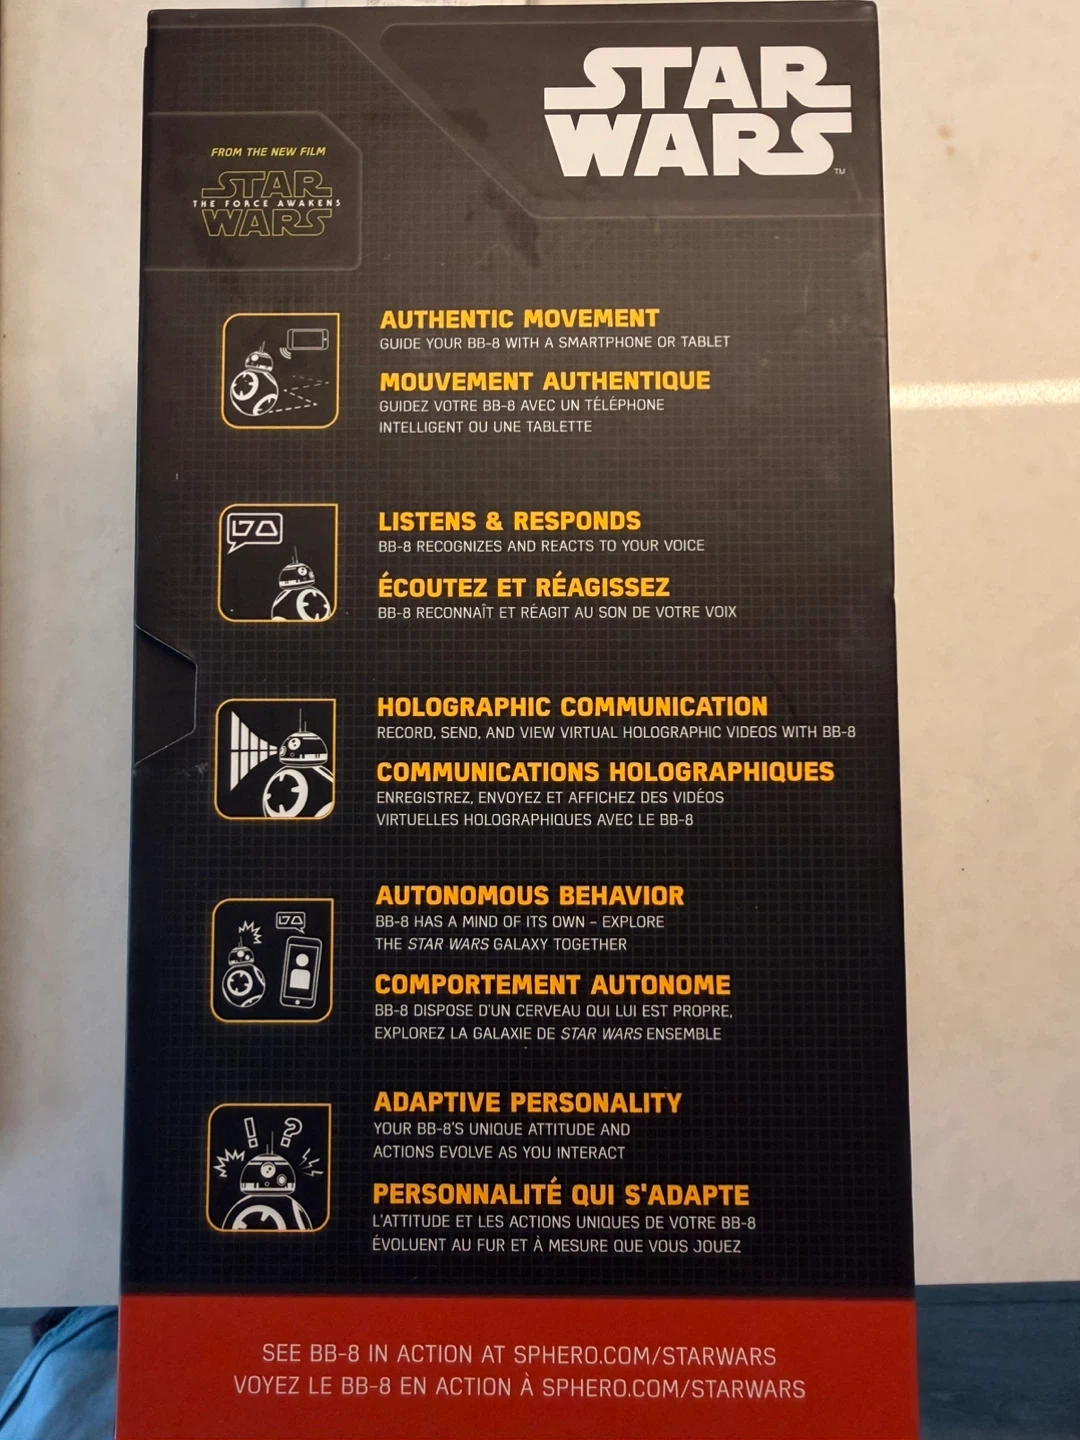 STAR
WARS
TM
FROM THE NEW FILM
STAR
THE FORCE AWAKENS
WARS
AUTHENTIC MOVEMENT
GUIDE YOUR BB-8 WITH A SMARTPHONE OR TABLET
MOUVEMENT AUTHENTIQUE
GUIDEZ VOTRE BB-8 AVEC UN TÉLÉPHONE
INTELLIGENT OU UNE TABLETTE
LISTENS & RESPONDS
BB-8 RECOGNIZES AND REACTS TO YOUR VOICE
ÉCOUTEZ ET RÉAGISSEZ
BB-8 RECONNAÎT ET RÉAGIT AU SON DE VOTRE VOIX
HOLOGRAPHIC COMMUNICATION
RECORD, SEND, AND VIEW VIRTUAL HOLOGRAPHIC VIDEOS WITH BB-8
COMMUNICATIONS HOLOGRAPHIQUES
ENREGISTREZ, ENVOYEZ ET AFFICHEZ DES VIDÉOS
VIRTUELLES HOLOGRAPHIQUES AVEC LE BB-8
AUTONOMOUS BEHAVIOR
BB-8 HAS A MIND OF ITS OWN – EXPLORE
THE STAR WARS GALAXY TOGETHER
COMPORTEMENT AUTONOME
BB-8 DISPOSE D'UN CERVEAU QUI LUI EST PROPRE,
EXPLOREZ LA GALAXIE DE STAR WARS ENSEMBLE
ADAPTIVE PERSONALITY
YOUR BB-8'S UNIQUE ATTITUDE AND
ACTIONS EVOLVE AS YOU INTERACT
! ?
PERSONNALITÉ QUI S'ADAPTE
L'ATTITUDE ET LES ACTIONS UNIQUES DE VOTRE BB-8
ÉVOLUENT AU FUR ET À MESURE QUE VOUS JOUEZ
SEE BB-8 IN ACTION AT SPHERO.COM/STARWARS
VOYEZ LE BB-8 EN ACTION À SPHERO.COM/STARWARS